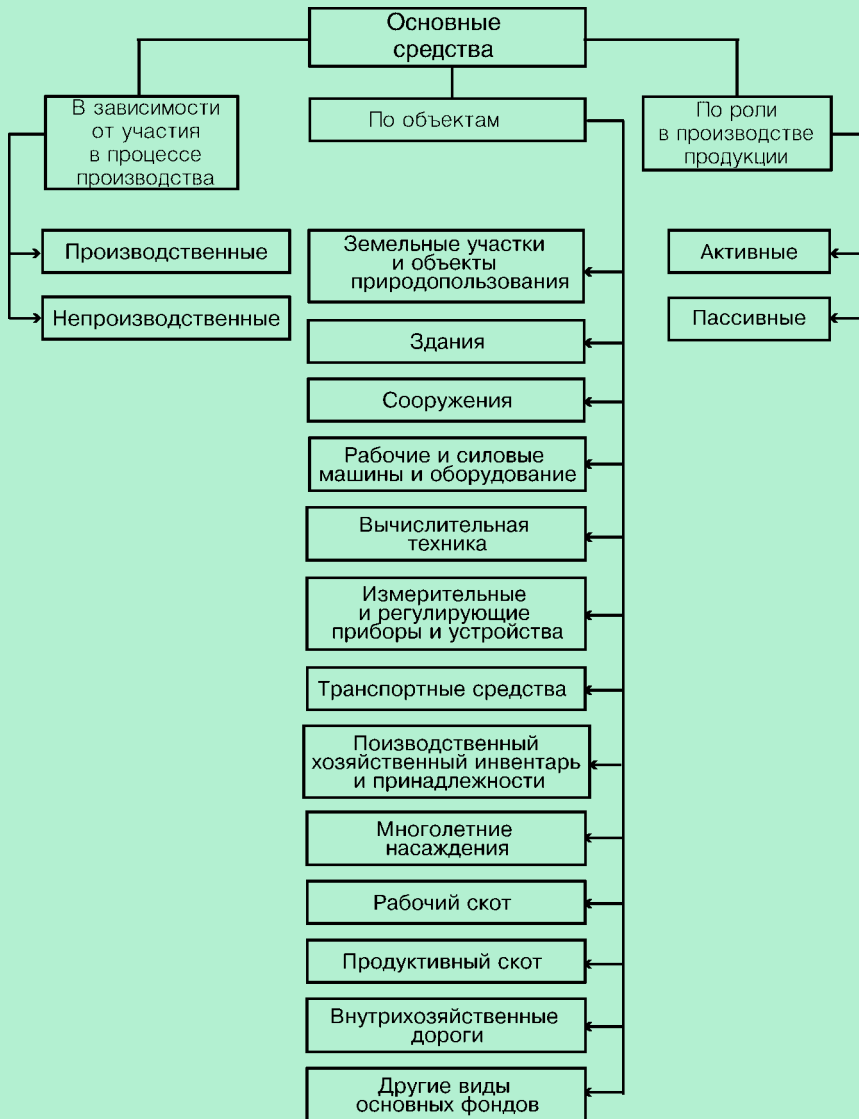 Основные
средства
В зависимости
от участия
в процессе
производства
По объектам
По роли
в производстве
продукции
Производственные
Непроизводственные
Земельные участки
и объекты
природопользования
Здания
Сооружения
Рабочие и силовые
машины и оборудование
Вычислительная
техника
Измерительные
и регулирующие
приборы и устройства
Транспортные средства
Поизводственный
хозяйственный инвентарь
и принадлежности
Многолетние
насаждения
Рабочий скот
Продуктивный скот
Внутрихозяйственные
дороги
Другие виды
основных фондов
Активные
Пассивные